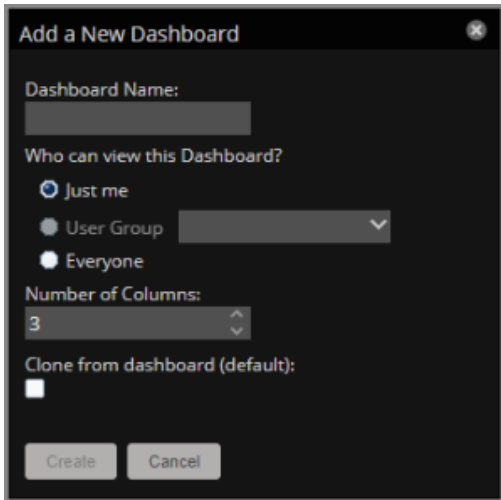 Add a New Dashboard
Dashboard Name:
Who can view this Dashboard?
Just me
User Group
Everyone
Number of Columns:
3
Clone from dashboard (default):
Create Cancel